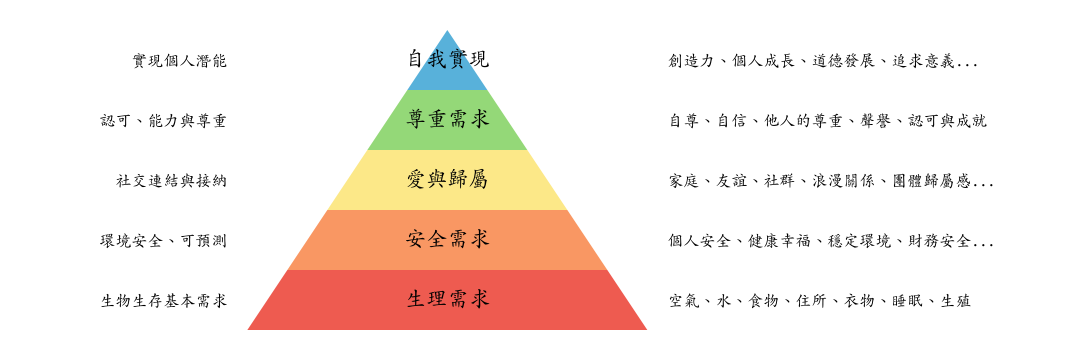 實現個人潛能 自我實現 創造力、個人成長、道德發展、追求意義...
認可、能力與尊重 尊重需求 自尊、自信、他人的尊重、聲譽、認可與成就
社交連結與接納 愛與歸屬 家庭、友誼、社群、浪漫關係、團體歸屬感...
環境安全、可預測 安全需求 個人安全、健康幸福、穩定環境、財務安全...
生物生存基本需求 生理需求 空氣、水、食物、住所、衣物、睡眠、生殖